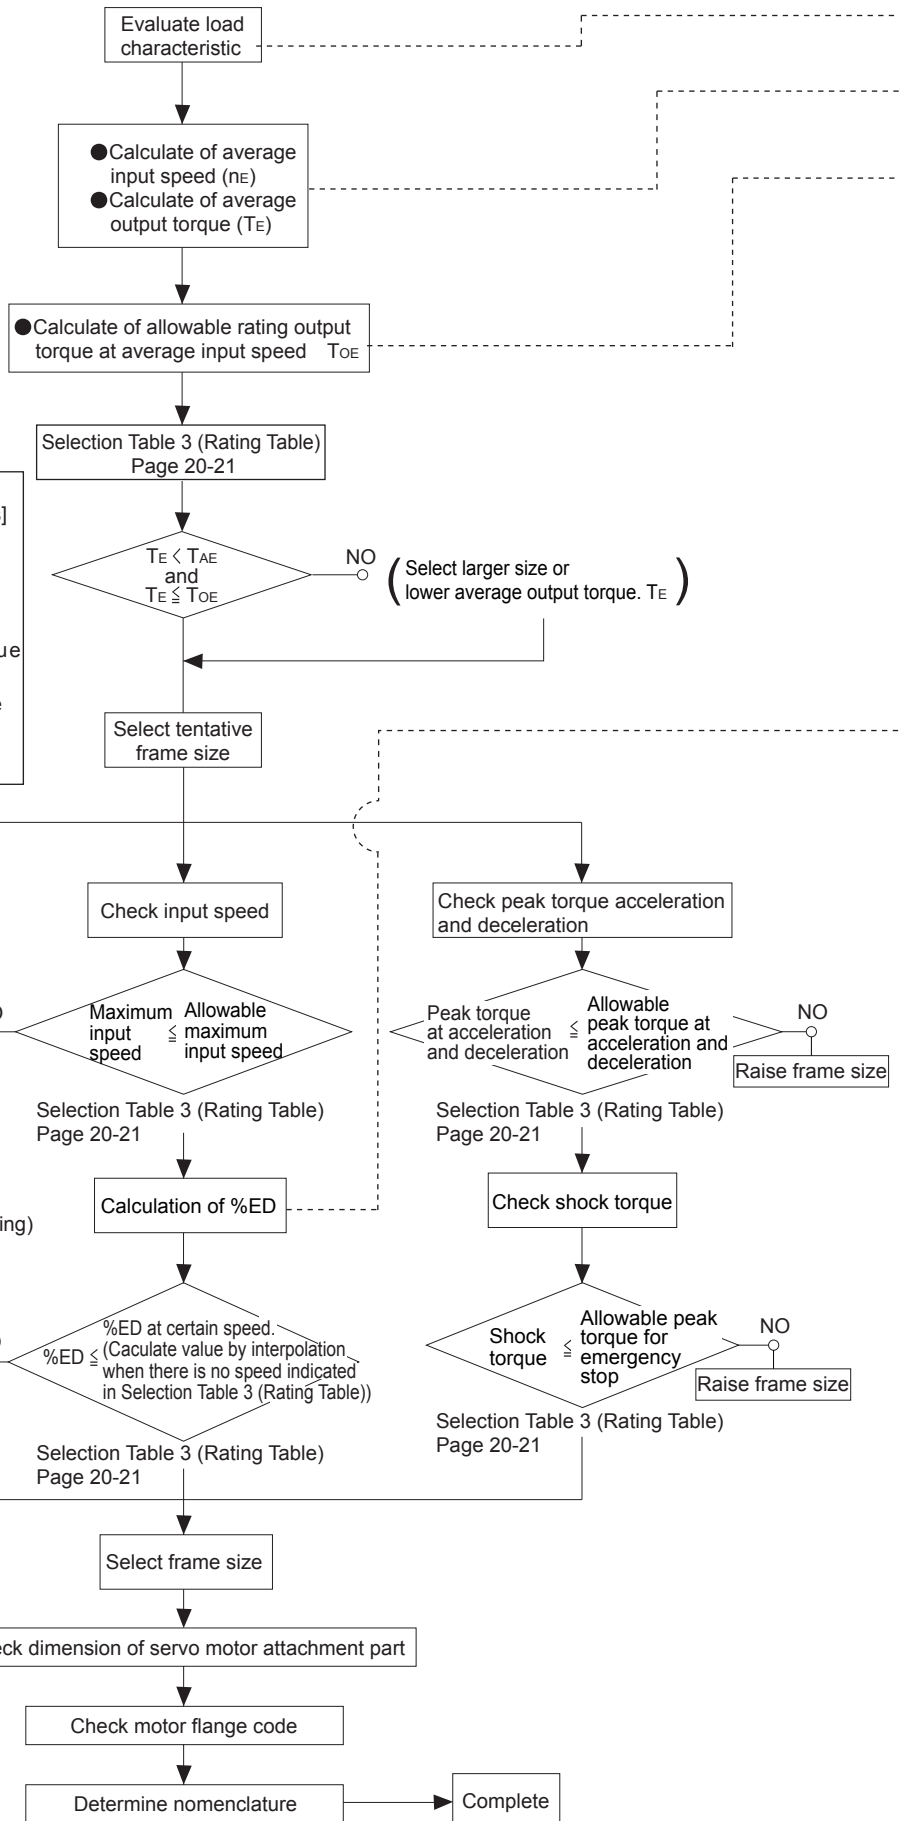 Evaluate load
characteristic
●Calculate of average
input speed (nE)
●Calculate of average
output torque (TE)
●Calculate of allowable rating output
torque at average input speed TOE
Selection Table 3 (Rating Table)
Page 20-21
TE < TAE
and
TE ≦ TOE
NO
(Select larger size or
lower average output torque. TE)
Select tentative
frame size
Check input speed
Maximum input speed ≦ Allowable maximum input speed
Selection Table 3 (Rating Table)
Page 20-21
Calculation of %ED
%ED ≦ %ED at certain speed.
(Caculate value by interpolation
when there is no speed indicated
in Selection Table 3 (Rating Table))
Selection Table 3 (Rating Table)
Page 20-21
Check peak torque acceleration
and deceleration
Peak torque
at acceleration
and deceleration
≦
Allowable
peak torque at
acceleration and
deceleration
NO
Raise frame size
Selection Table 3 (Rating Table)
Page 20-21
Check shock torque
Shock
torque
≦
Allowable peak
torque for
emergency
stop
NO
Raise frame size
Selection Table 3 (Rating Table)
Page 20-21
Select frame size
dimension of servo motor attachment part
Check motor flange code
Determine nomenclature
Complete